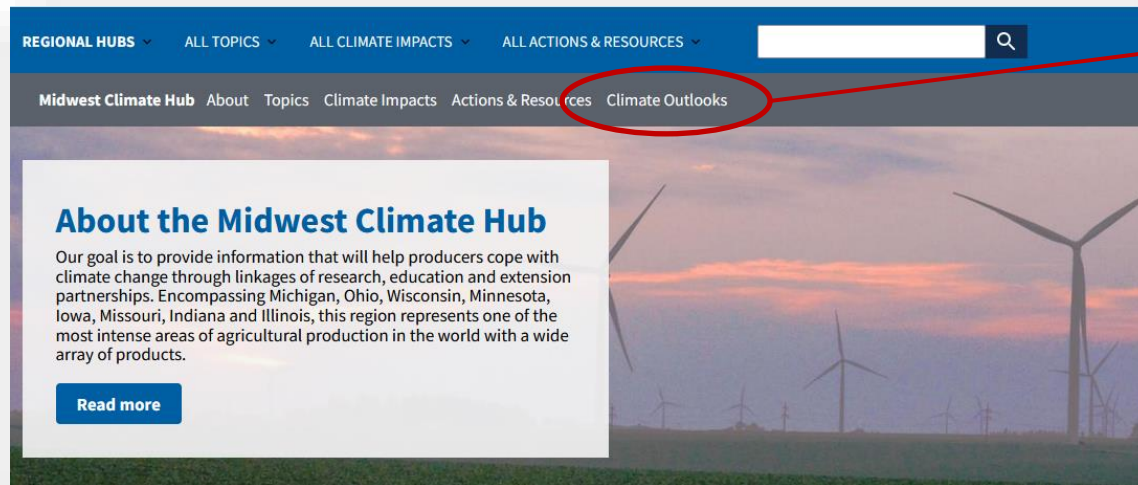 REGIONAL HUBS ALL TOPICS ALL CLIMATE IMPACTS ALL ACTIONS & RESOURCES
Midwest Climate Hub About Topics Climate Impacts Actions & Resources Climate Outlooks
About the Midwest Climate Hub
Our goal is to provide information that will help producers cope with
climate change through linkages of research, education and extension
partnerships. Encompassing Michigan, Ohio, Wisconsin, Minnesota,
Iowa, Missouri, Indiana and Illinois, this region represents one of the
most intense areas of agricultural production in the world with a wide
array of products.
Read more